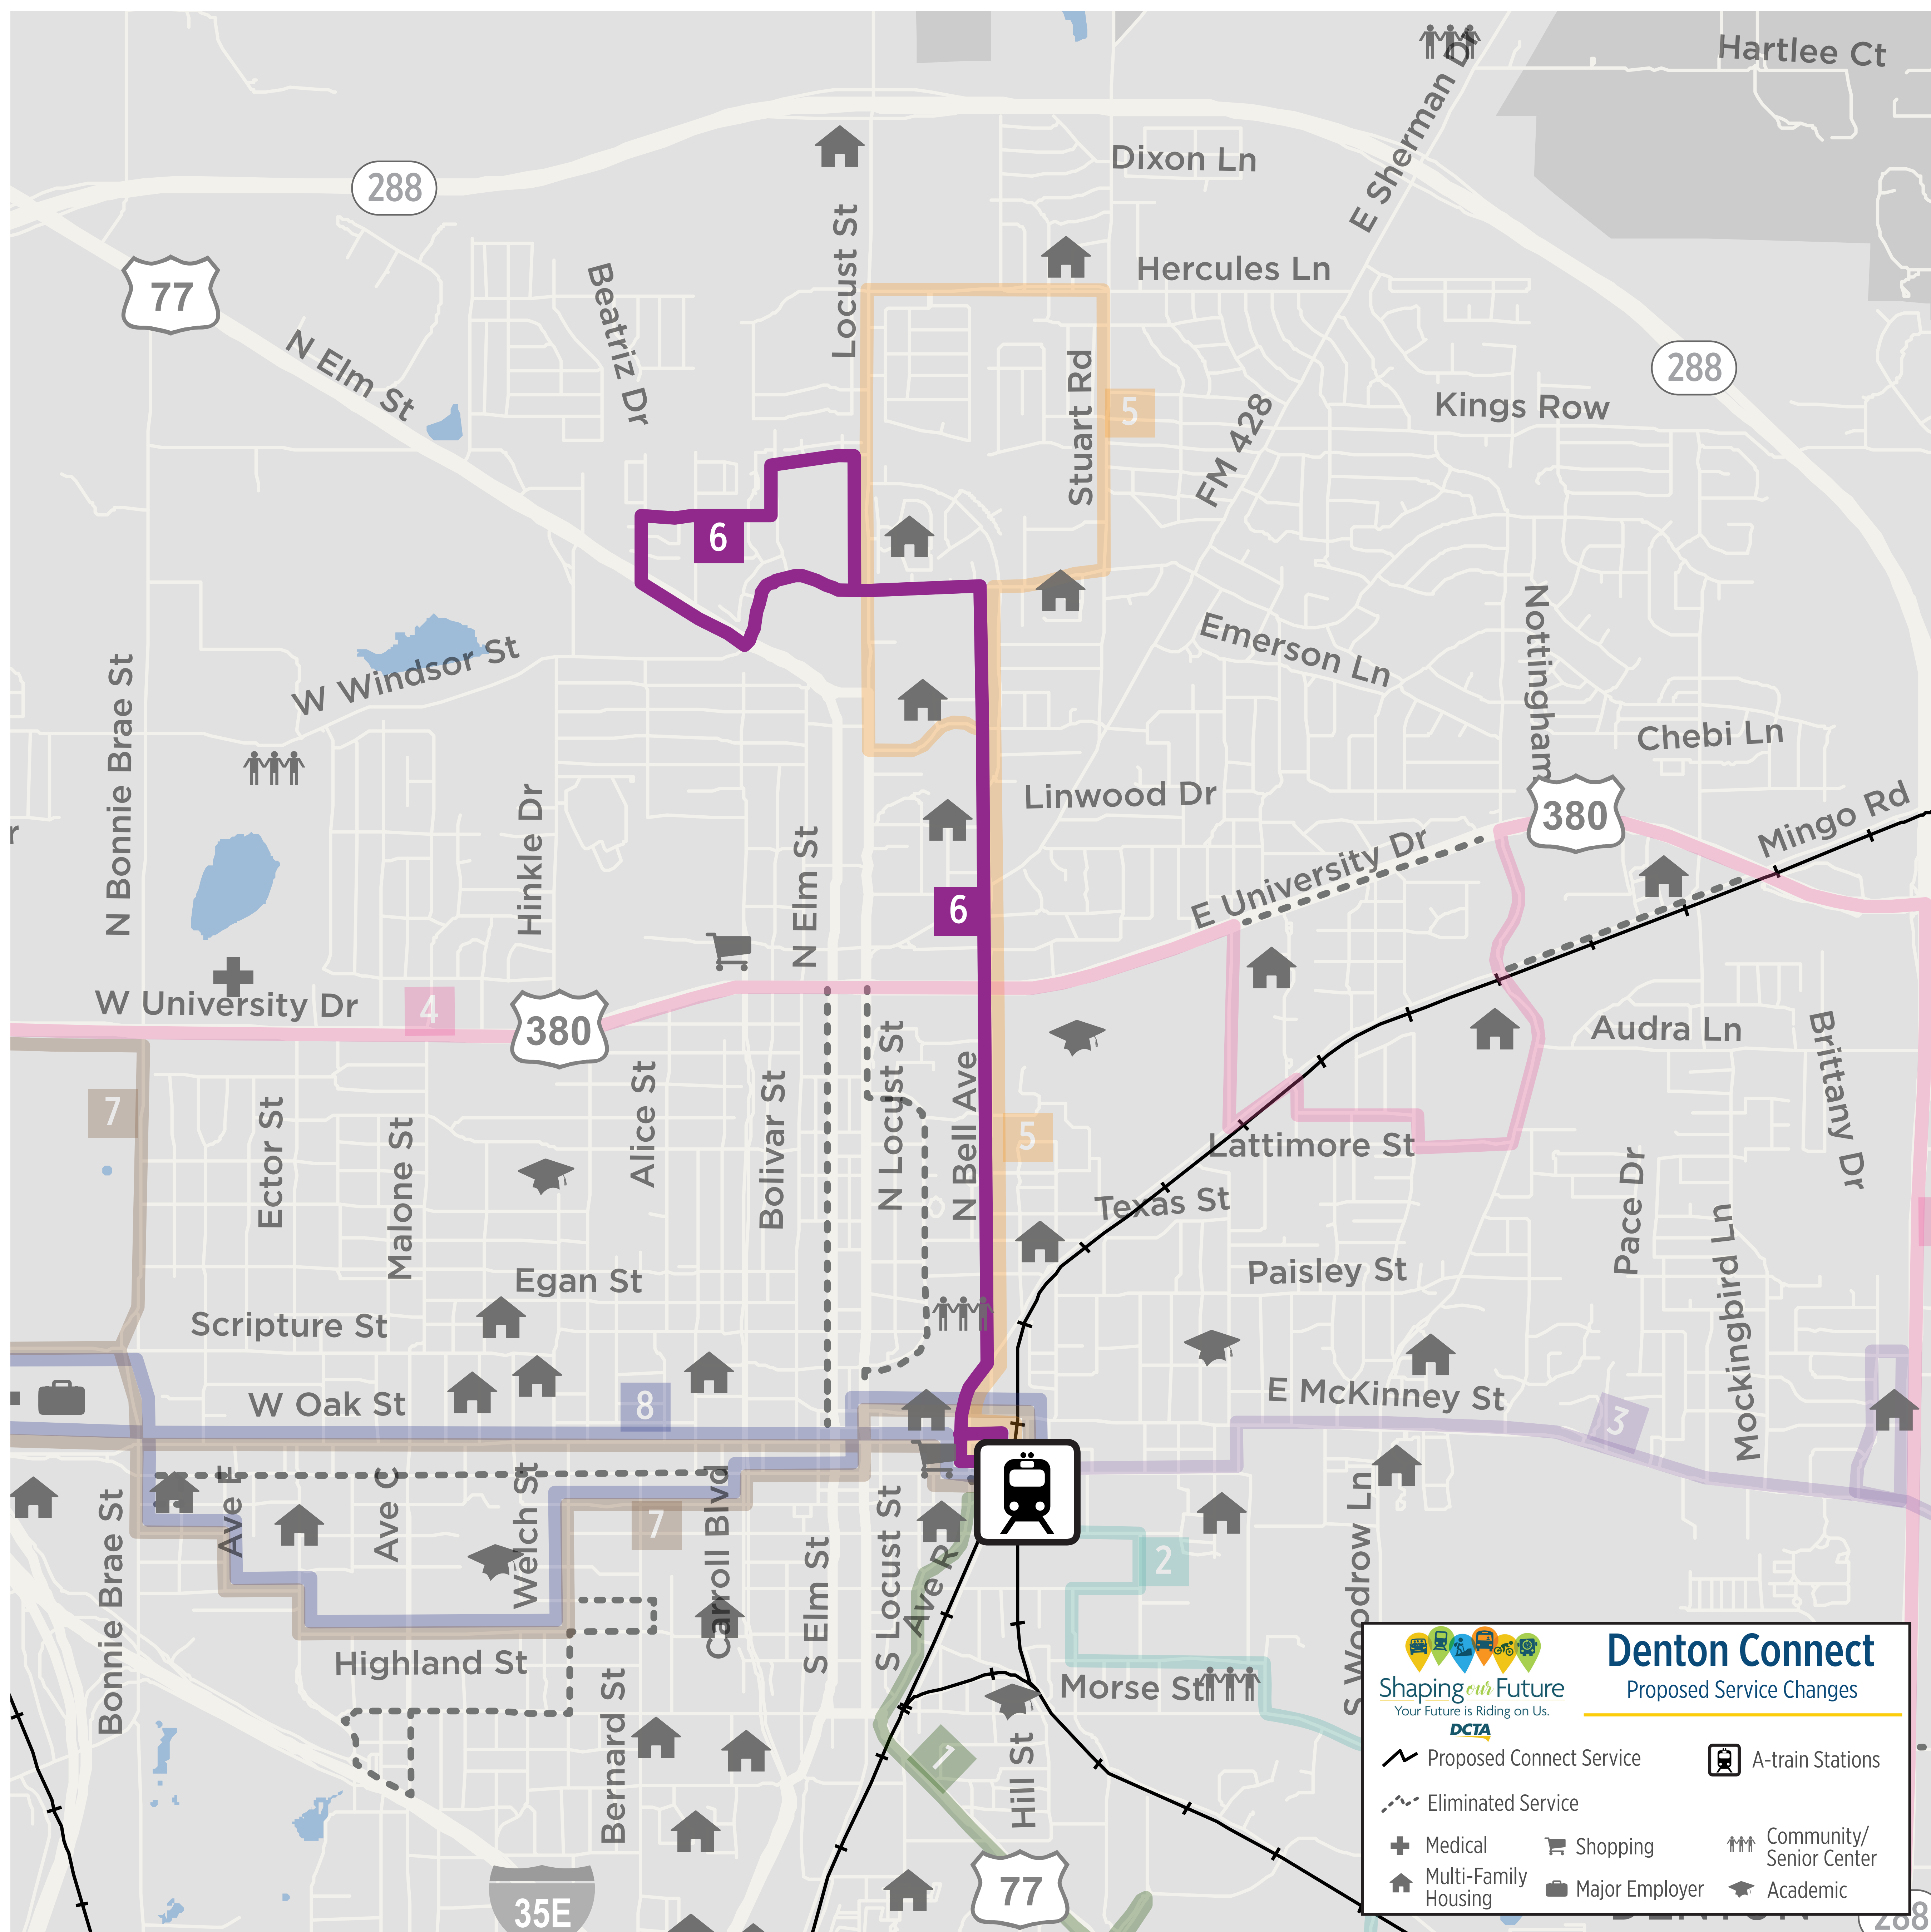 Hartlee Ct
E Sherman Dr
Dixon Ln
288
Locust St
Hercules Ln
77
Beatriz Dr
N Elm St
288
Stuart Rd
5
Kings Row
FM 428
6
Nottingham
Emerson Ln
W Windsor St
N Bonnie Brae St
Chebi Ln
Linwood Dr
380
Mingo Rd
Hinkle Dr
N Elm St
E University Dr
6
W University Dr
4
380
N Locust St
Audra Ln
Brittany Dr
7
N Bell Ave
5
Ector St
Malone St
Alice St
Bolivar St
Lattimore St
Texas St
Pace Dr
Mockingbird Ln
Egan St
Paisley St
Scripture St
W Oak St
8
E McKinney St
3
Ave F
Ave C
Welch St
7
Carroll Blvd
S Elm St
S Locust St
Ave R
2
S Woodrow Ln
Bonnie Brae St
Highland St
Bernard St
Morse St
1
Hill St
77
35E
Shaping our Future
Your Future is Riding on Us.
DCTA
Denton Connect
Proposed Service Changes
Proposed Connect Service
A-train Stations
Eliminated Service
Medical
Shopping
Community/
Senior Center
Multi-Family
Housing
Major Employer
Academic
288